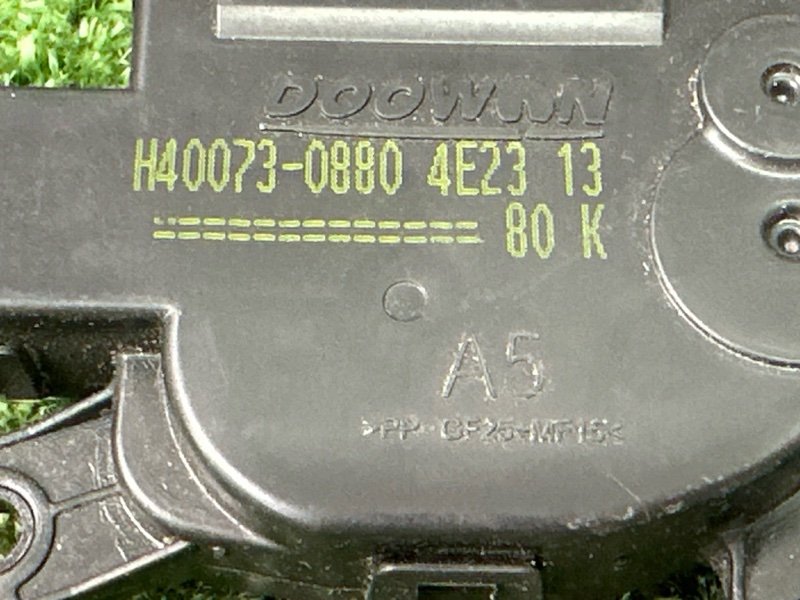 DOOWON
H40073-0880 4E23 13
============== 80 K
A5
>PP-GF25+MF15<